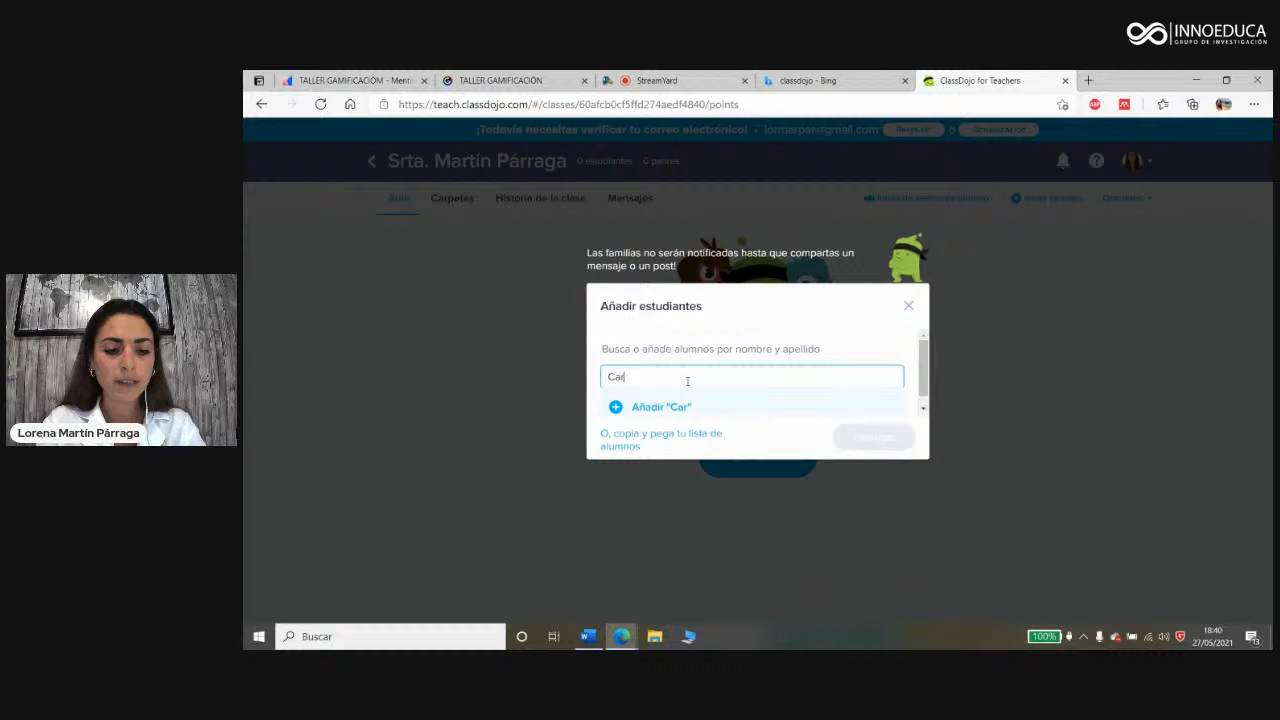 INNOEDUCA
GRUPO DE INVESTIGACIÓN
TALLER GAMIFICACIÓM - Menti
TALLER GAMIFICACIÓN
StreamYard
classdojo - Bing
ClassDojo for Teachers
https://teach.classdojo.com/#/classes/60afcb0cf5ffd274aedf4840/points
¡Todavía necesitas verificar tu correo electrónico! • lormarpar@gmail.com
Srta. Martín Párraga
0 estudiantes
0 padres
Aula
Carpetas
Historia de la clase
Mensajes
Las familias no serán notificadas hasta que compartas un
mensaje o un post!
Añadir estudiantes
Busca o añade alumnos por nombre y apellido
Car
Añadir "Car"
O, copia y pega tu lista de
alumnos
Lorena Martín Párraga
Buscar
100%
18:40
27/05/2021
13